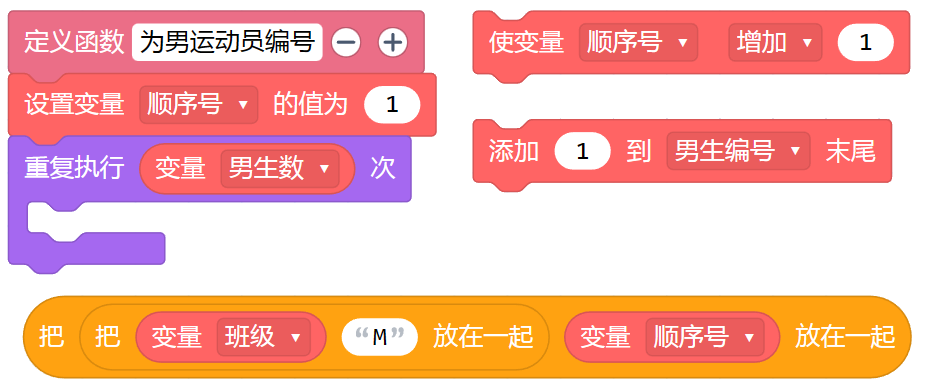 定义函数 为男运动员编号 − +
设置变量 顺序号 ▼ 的值为 1
重复执行 变量 男生数 ▼ 次
使变量 顺序号 ▼ 增加 ▼ 1
添加 1 到 男生编号 ▼ 末尾
把 把 变量 班级 ▼ “M” 放在一起 变量 顺序号 ▼ 放在一起